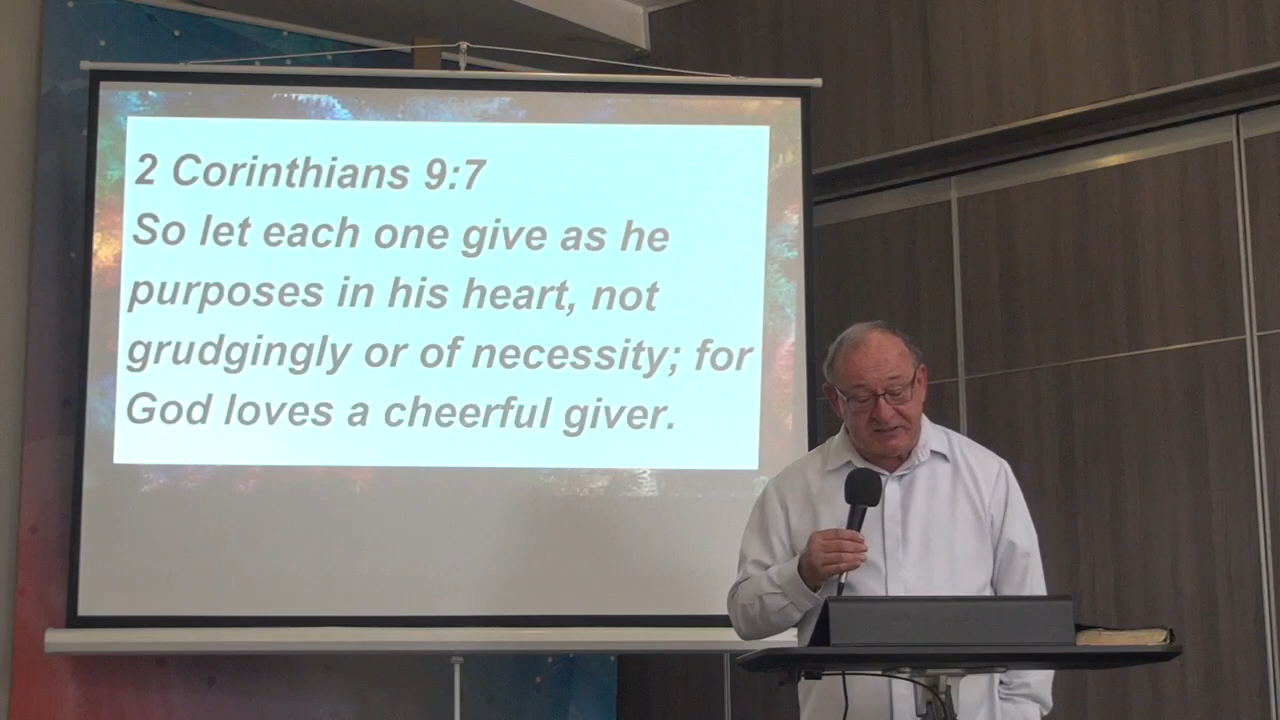 2 Corinthians 9:7
So let each one give as he
purposes in his heart, not
grudgingly or of necessity; for
God loves a cheerful giver.